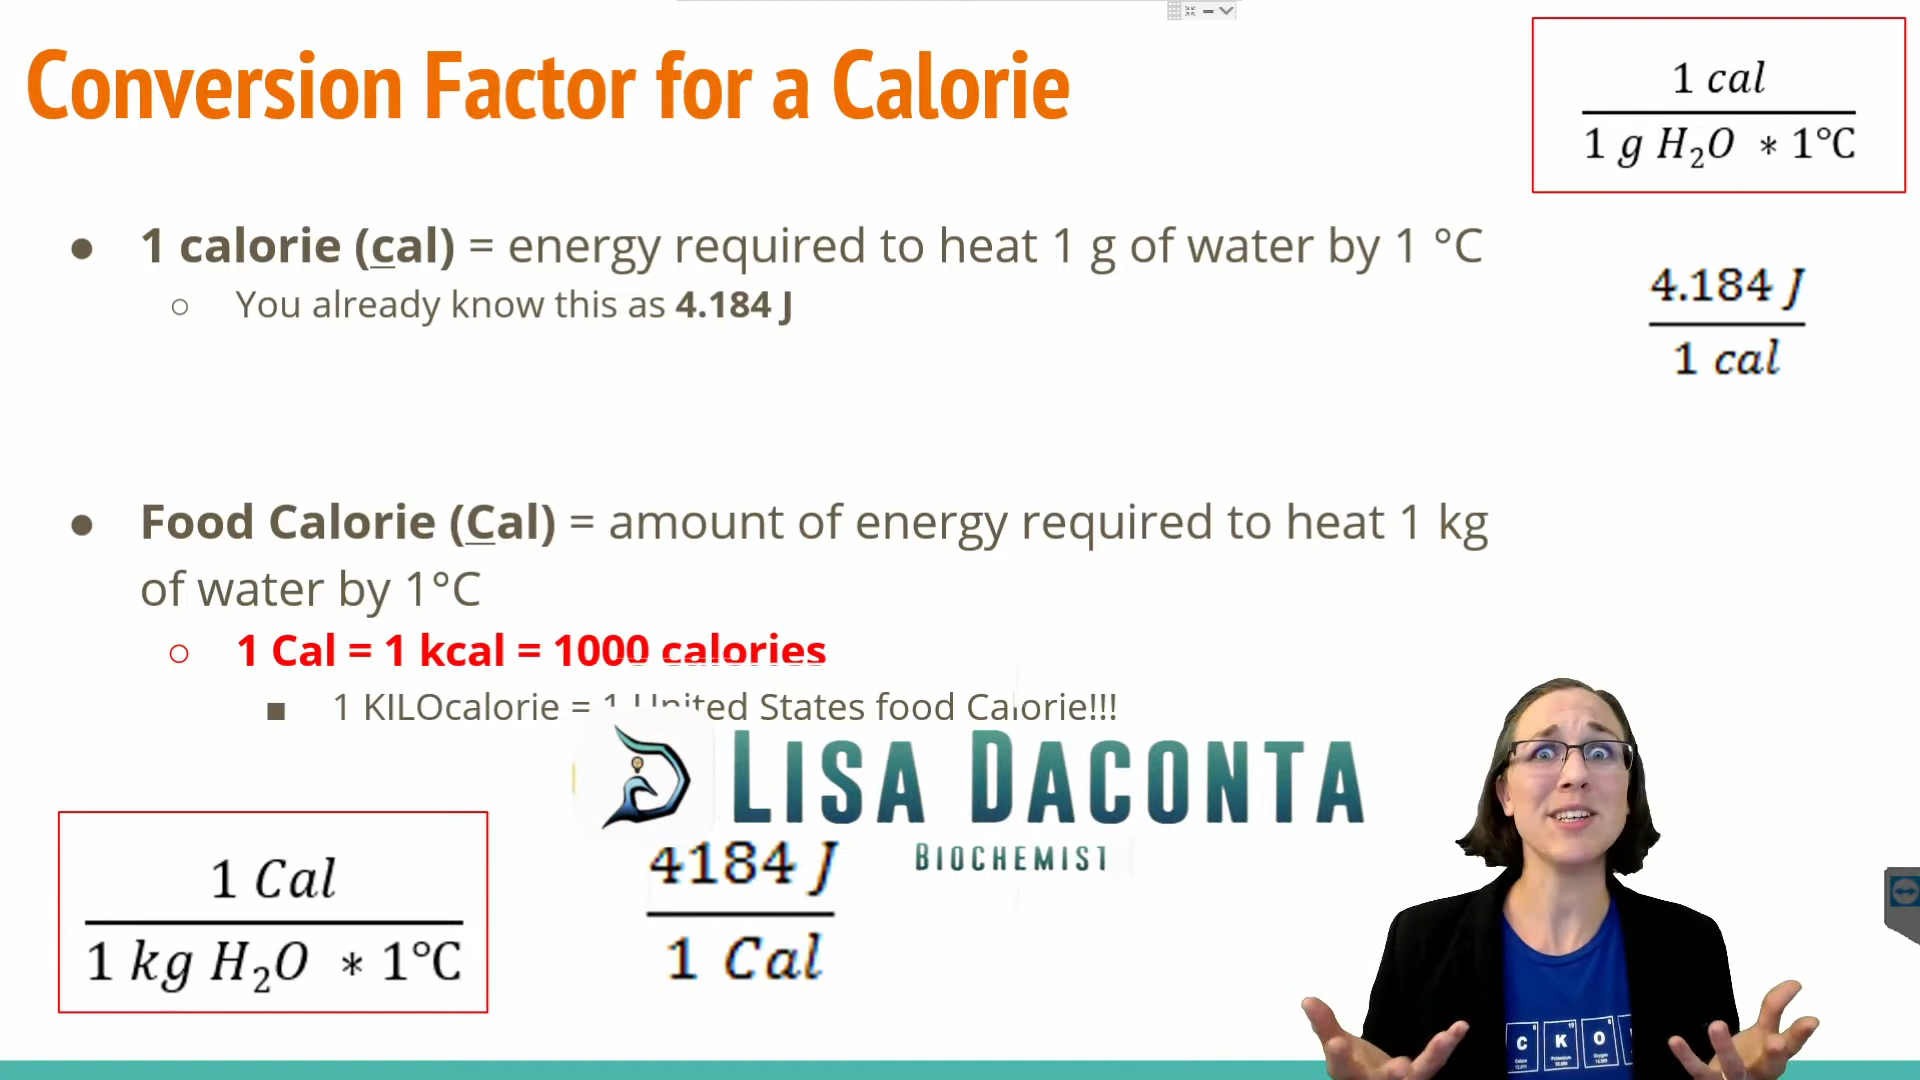 Conversion Factor for a Calorie
1 cal
1 g H₂O * 1°C
● 1 calorie (cal) = energy required to heat 1 g of water by 1 °C
○ You already know this as 4.184 J
4.184 J
1 cal
● Food Calorie (Cal) = amount of energy required to heat 1 kg
of water by 1°C
○ 1 Cal = 1 kcal = 1000 calories
■ 1 KILOcalorie = 1 United States food Calorie!!!
LISA DACONTA
BIOCHEMIST
1 Cal
1 kg H₂O * 1°C
4184 J
1 Cal
C K O